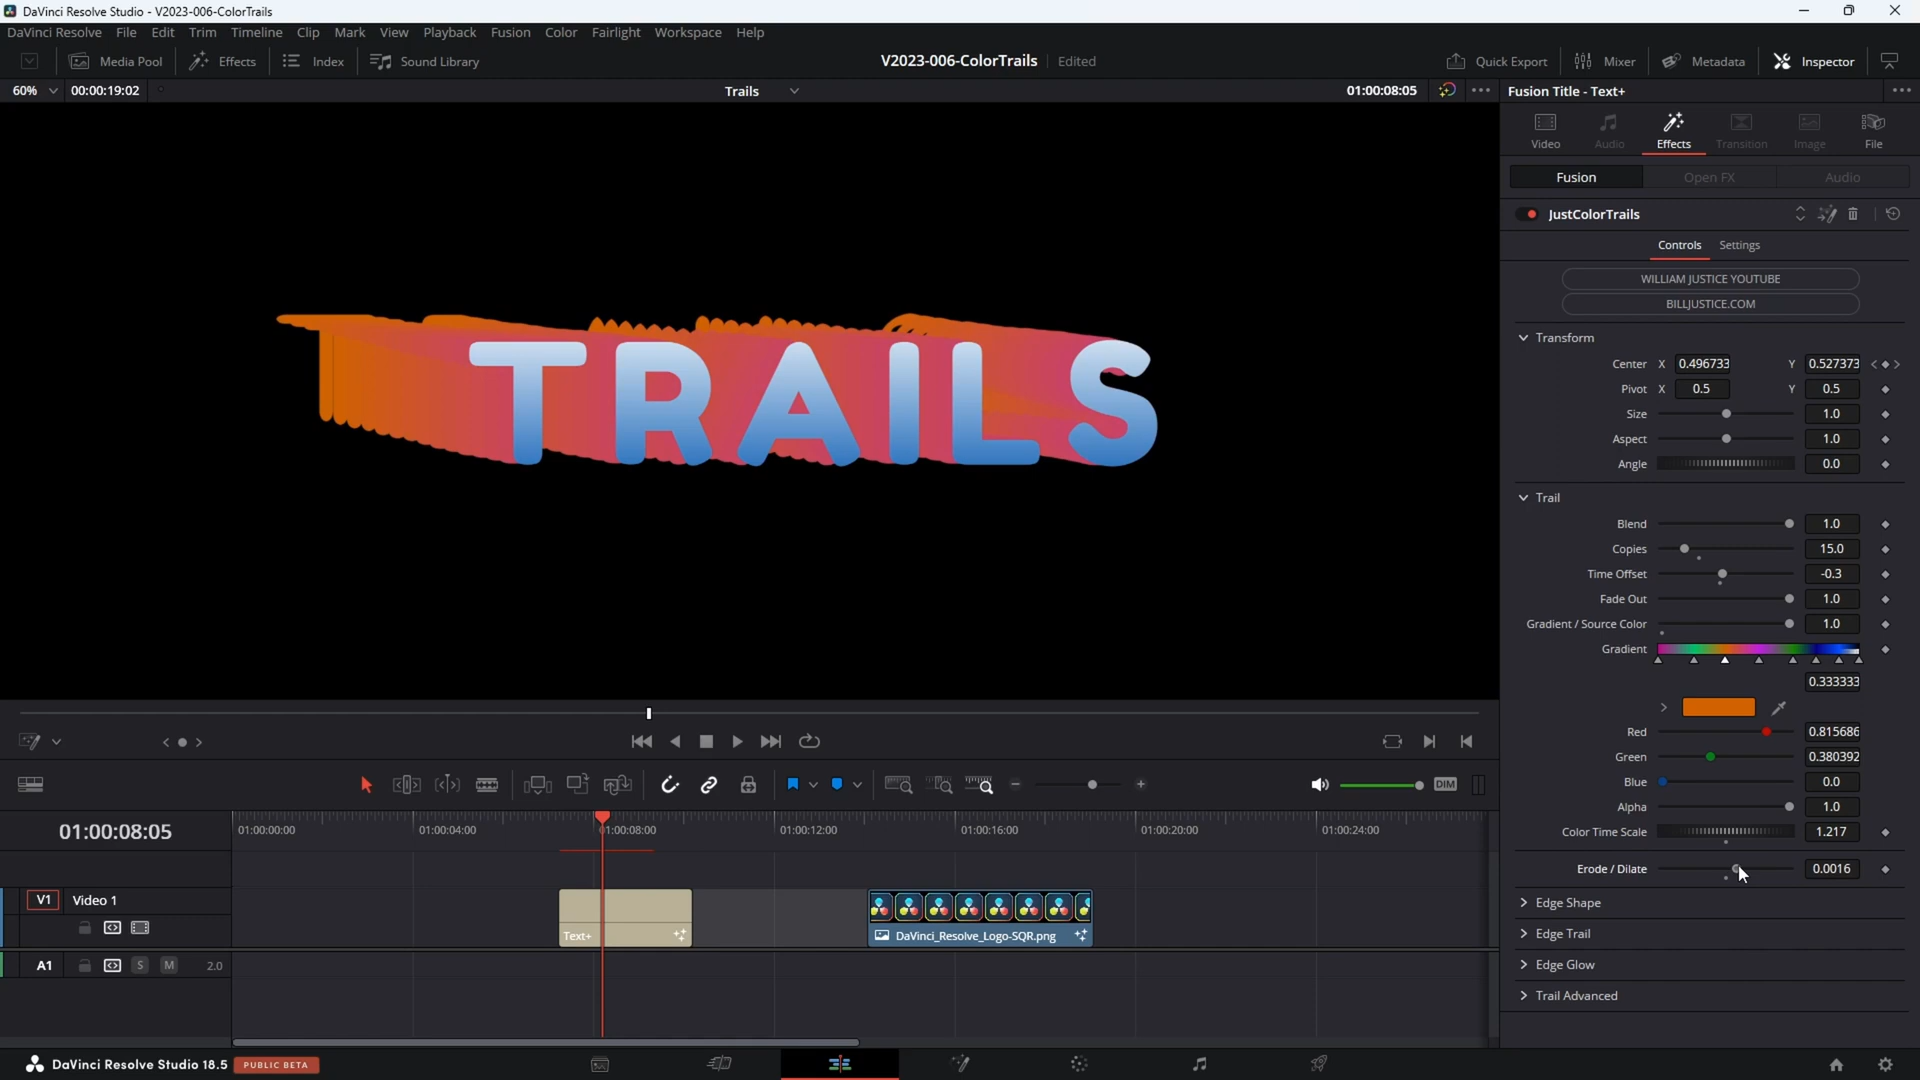 DaVinci Resolve Studio - V2023-006-ColorTrails
DaVinci Resolve File Edit Trim Timeline Clip Mark View Playback Fusion Color Fairlight Workspace Help
Media Pool Effects Index Sound Library V2023-006-ColorTrails Edited Quick Export Mixer Metadata Inspector
60% 00:00:19:02 Trails 01:00:08:05 Fusion Title - Text+
Video Audio Effects Transition Image File
Fusion Open FX Audio
JustColorTrails
Controls Settings
WILLIAM JUSTICE YOUTUBE
BILLJUSTICE.COM
Transform
Center X 0.496733 Y 0.527373
Pivot X 0.5 Y 0.5
Size 1.0
Aspect 1.0
Angle 0.0
TRAILS
Trail
Blend 1.0
Copies 15.0
Time Offset -0.3
Fade Out 1.0
Gradient / Source Color 1.0
Gradient
0.333333
Red 0.815686
Green 0.380392
Blue 0.0
Alpha 1.0
Color Time Scale 1.217
Erode / Dilate 0.0016
Edge Shape
Edge Trail
Edge Glow
Trail Advanced
DIM
01:00:08:05 01:00:00:00 01:00:04:00 01:00:08:00 01:00:12:00 01:00:16:00 01:00:20:00 01:00:24:00
V1 Video 1
Text+ DaVinci_Resolve_Logo-SQR.png
A1 S M 2.0
DaVinci Resolve Studio 18.5 PUBLIC BETA